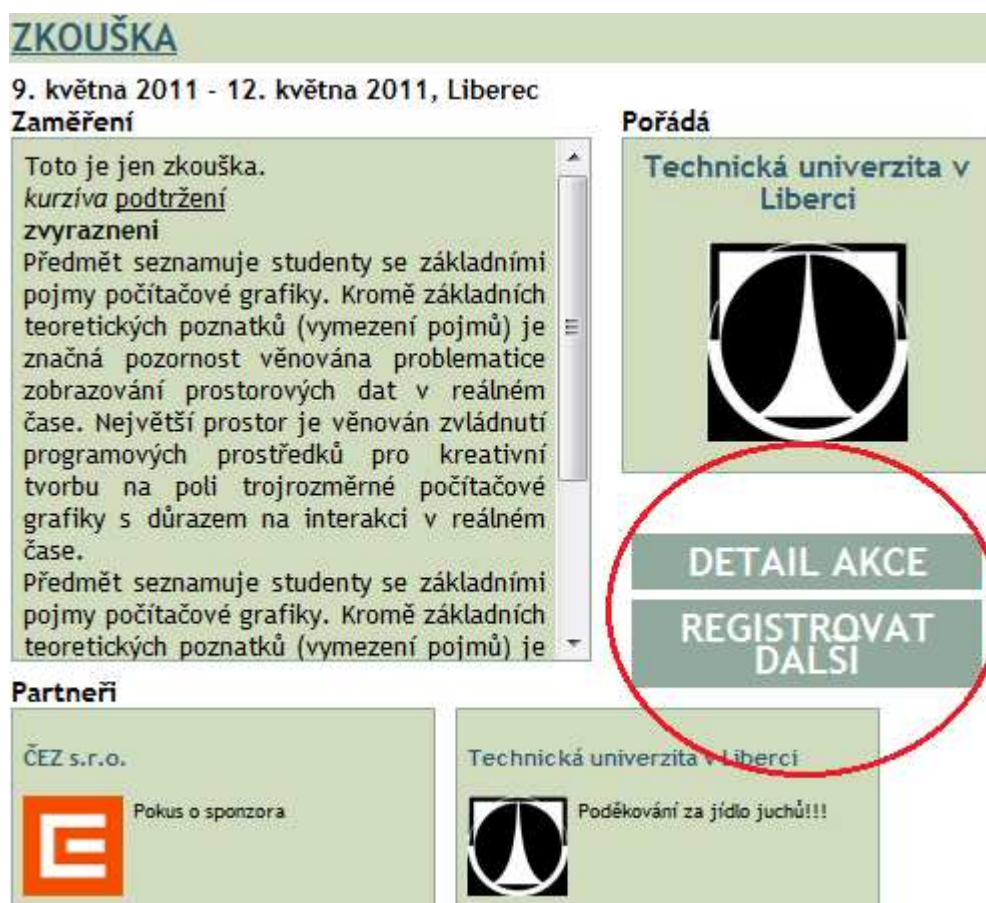 ZKOUŠKA
9. května 2011 - 12. května 2011, Liberec
Zaměření
Toto je jen zkouška.
kurzíva podtržení
zvyrazneni
Předmět seznamuje studenty se základními
pojmy počítačové grafiky. Kromě základních
teoretických poznatků (vymezení pojmů) je
značná pozornost věnována problematice
zobrazování prostorových dat v reálném
čase. Největší prostor je věnován zvládnutí
programových prostředků pro kreativní
tvorbu na poli trojrozměrné počítačové
grafiky s důrazem na interakci v reálném
čase.
Předmět seznamuje studenty se základními
pojmy počítačové grafiky. Kromě základních
teoretických poznatků (vymezení pojmů) je
Pořádá
Technická univerzita v
Liberci
DETAIL AKCE
REGISTROVAT
DALŠÍ
Partneři
ČEZ s.r.o.
Pokus o sponzora
Technická univerzita v Liberci
Poděkování za jídlo juchů!!!